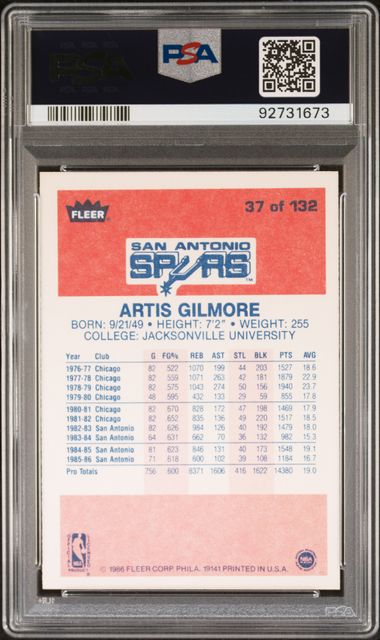 PSA
PSA
92731673
FLEER
37 of 132
SAN ANTONIO
SPURS
TM
ARTIS GILMORE
BORN: 9/21/49 • HEIGHT: 7'2" • WEIGHT: 255
COLLEGE: JACKSONVILLE UNIVERSITY
Year Club G FG% REB AST STL BLK PTS AVG
1976-77 Chicago 82 522 1070 199 44 203 1527 18.6
1977-78 Chicago 82 559 1071 263 42 181 1879 22.9
1978-79 Chicago 82 575 1043 274 50 156 1940 23.7
1979-80 Chicago 48 595 432 133 29 59 855 17.8
1980-81 Chicago 82 670 828 172 47 198 1469 17.9
1981-82 Chicago 82 652 835 136 49 220 1517 18.5
1982-83 San Antonio 82 626 984 126 40 192 1479 18.0
1983-84 San Antonio 64 631 662 70 36 132 982 15.3
1984-85 San Antonio 81 623 846 131 40 173 1548 19.1
1985-86 San Antonio 71 618 600 102 39 108 1184 16.7
Pro Totals 756 600 8371 1606 416 1622 14380 19.0
NBA
© 1986 FLEER CORP. PHILA. 19141 PRINTED IN U.S.A.
PSA